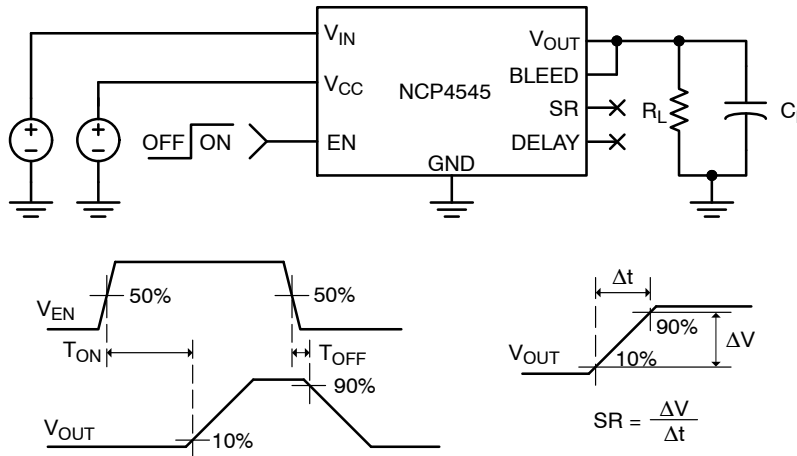 V_IN
V_OUT
BLEED
V_CC
NCP4545
SR
R_L
C
OFF ON
EN
DELAY
GND
+
−
+
−
V_EN
50%
50%
T_ON
T_OFF
90%
V_OUT
10%
Δt
90%
ΔV
V_OUT
10%
SR = ΔV
Δt